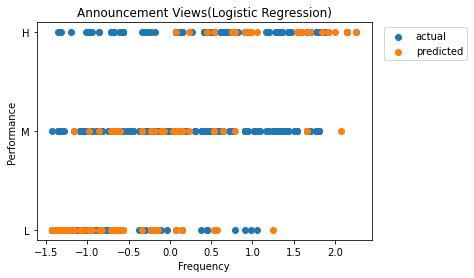 Announcement Views(Logistic Regression)
actual
predicted
H
M
L
Performance
−1.5 −1.0 −0.5 0.0 0.5 1.0 1.5 2.0
Frequency